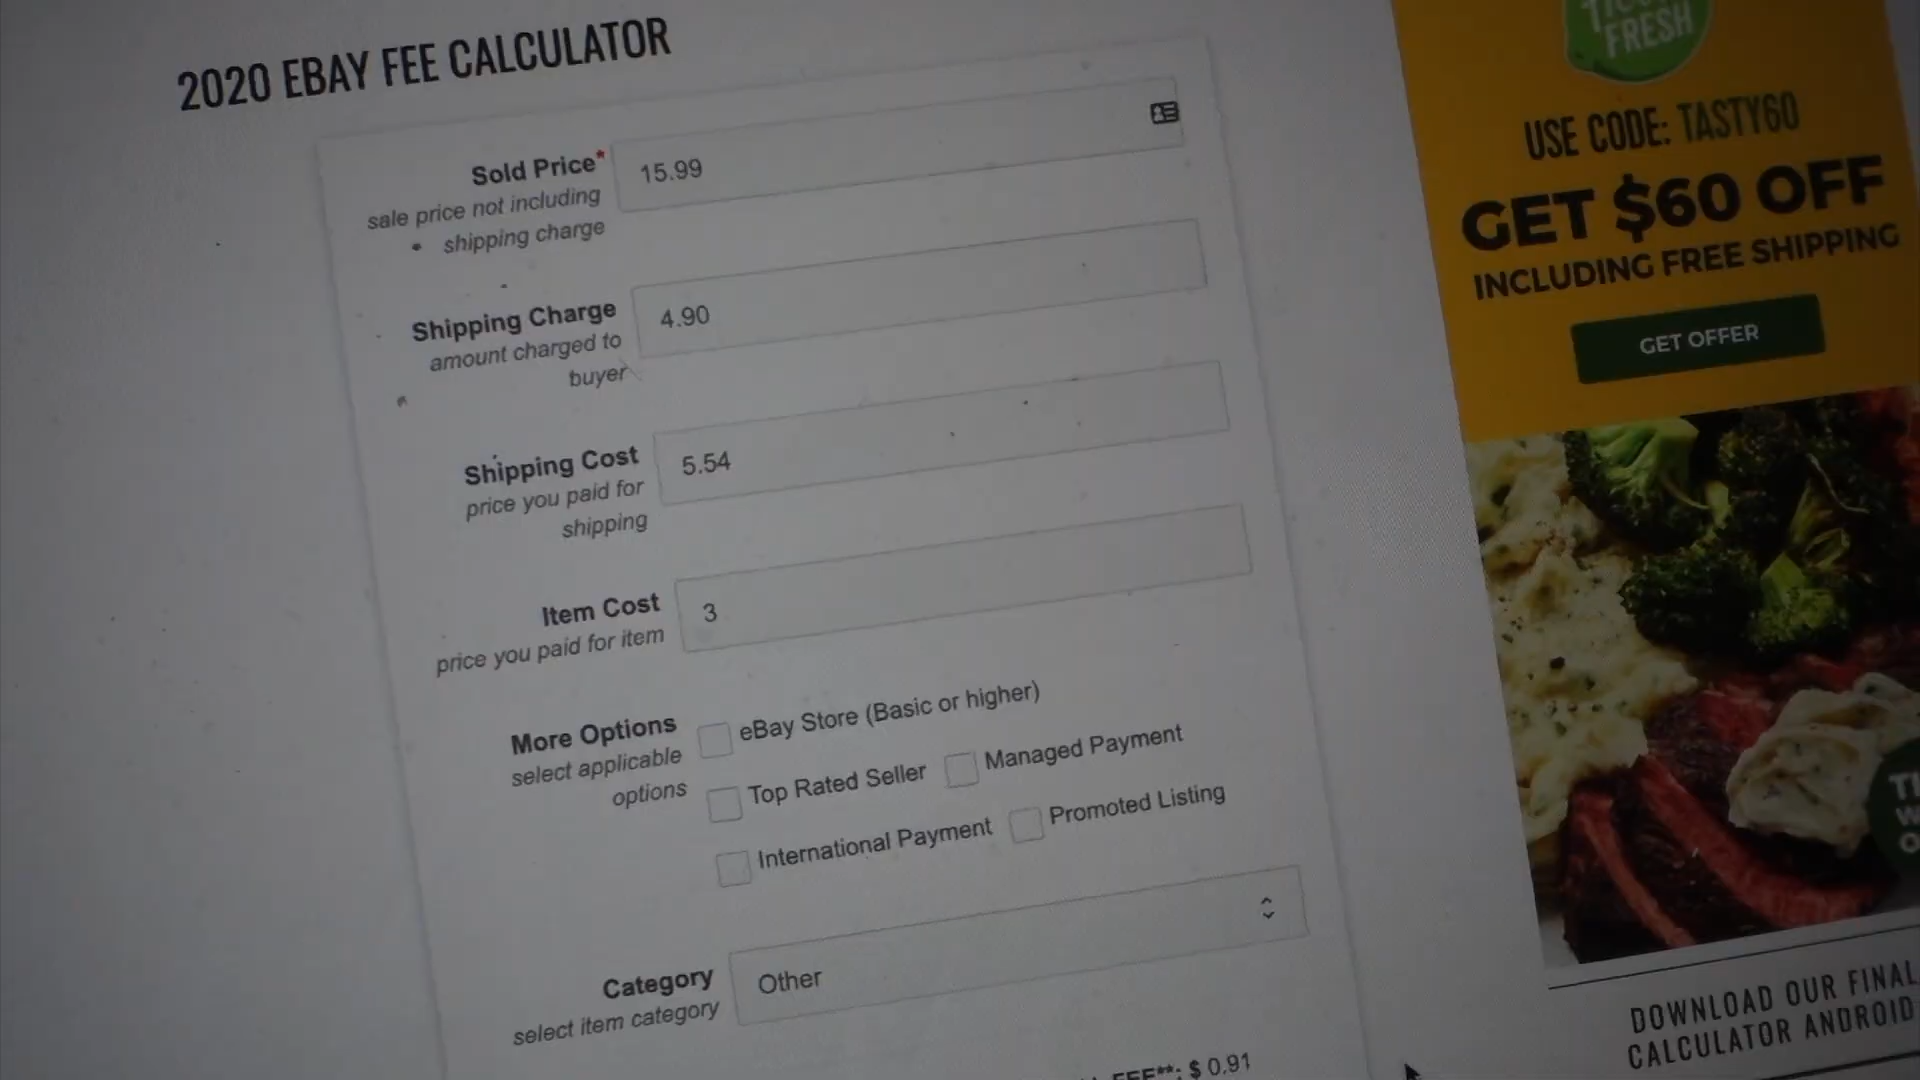 2020 EBAY FEE CALCULATOR
Sold Price*
sale price not including
shipping charge
15.99
Shipping Charge
amount charged to
buyer
4.90
Shipping Cost
price you paid for
shipping
5.54
Item Cost
price you paid for item
3
More Options
select applicable
options
eBay Store (Basic or higher)
Top Rated Seller
Managed Payment
International Payment
Promoted Listing
Category
select item category
Other
FEE**: $ 0.91
FRESH
USE CODE: TASTY60
GET $60 OFF
INCLUDING FREE SHIPPING
GET OFFER
DOWNLOAD OUR FINAL
CALCULATOR ANDROID